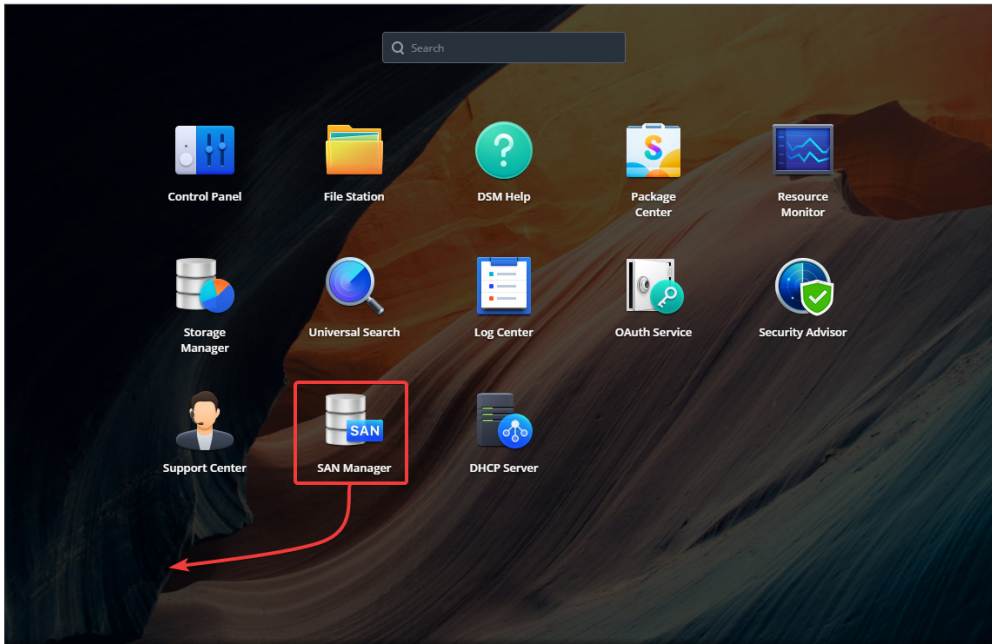 Search
Control Panel
File Station
DSM Help
Package
Center
Resource
Monitor
Storage
Manager
Universal Search
Log Center
OAuth Service
Security Advisor
Support Center
SAN
SAN Manager
DHCP Server